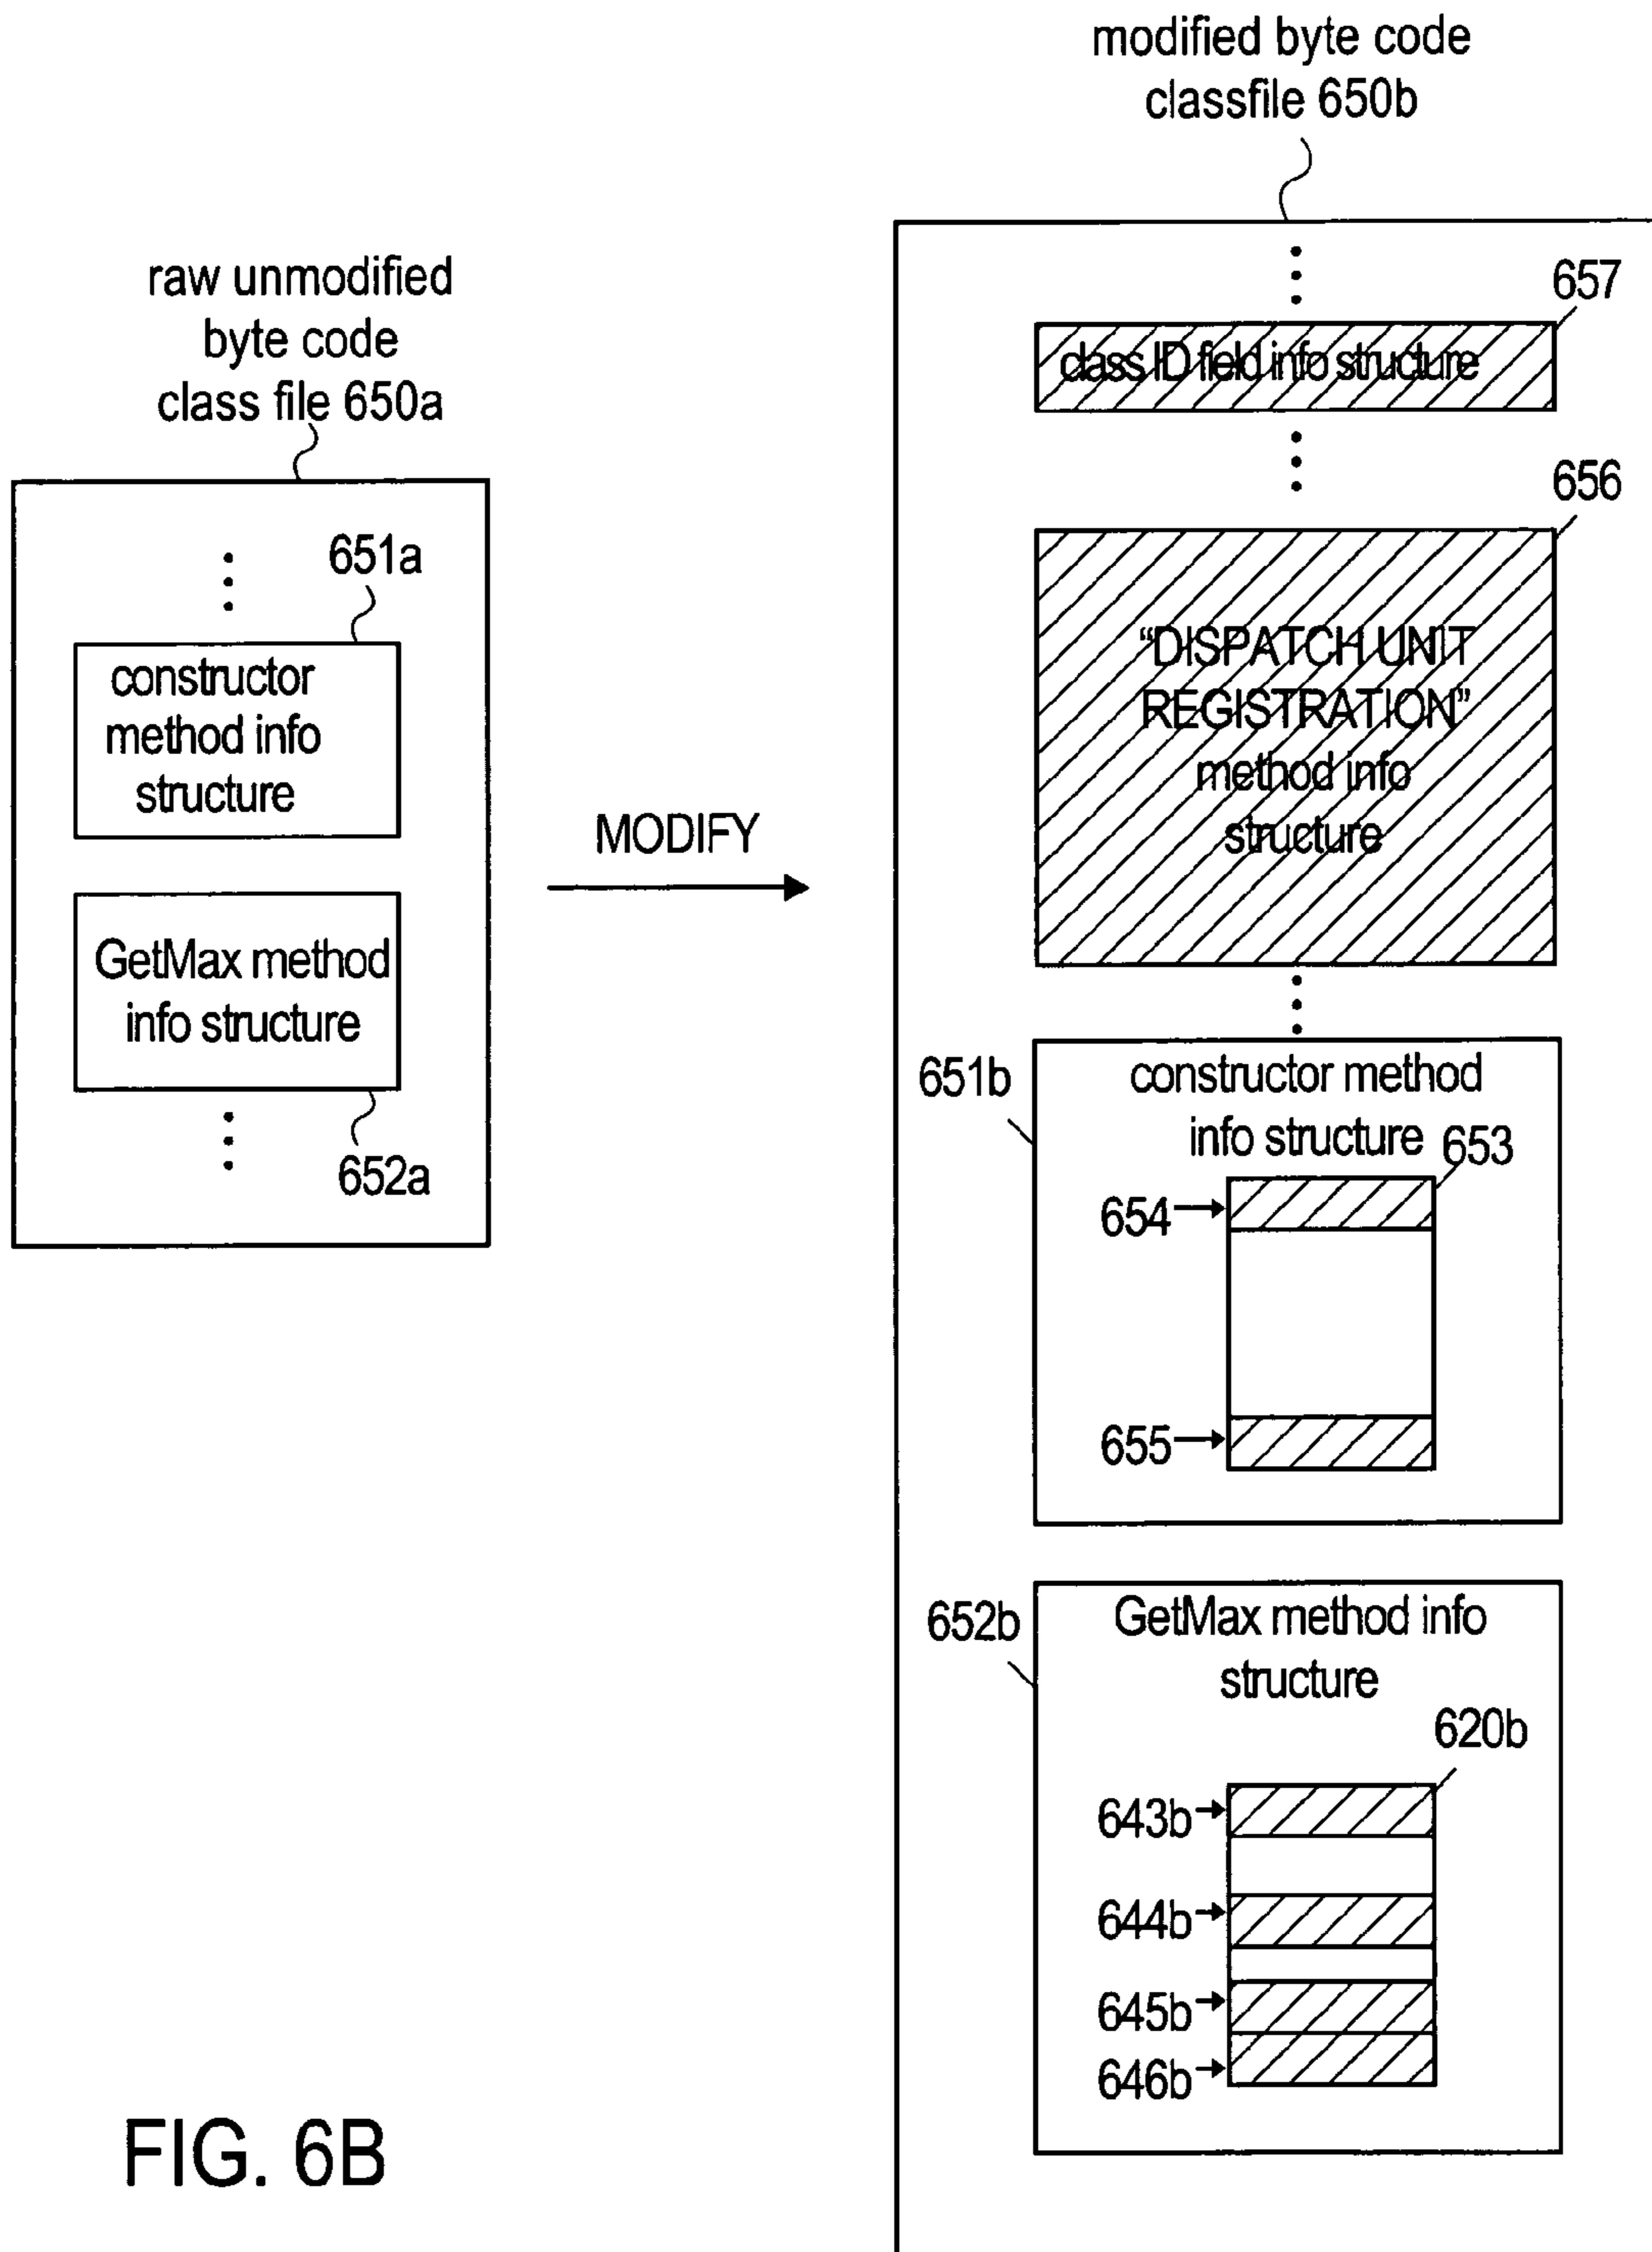 modified byte code
classfile 650b
raw unmodified
byte code
class file 650a
657
class ID field info structure
656
651a
constructor
method info
structure
MODIFY
GetMax method
info structure
652a
“DISPATCH UNIT
REGISTRATION”
method info
structure
651b
constructor method
info structure
653
654
655
652b
GetMax method info
structure
620b
643b
644b
645b
646b
FIG. 6B